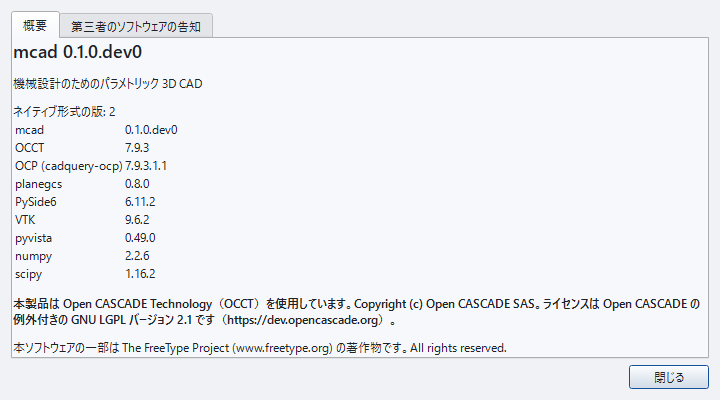 概要
第三者のソフトウェアの告知
mcad 0.1.0.dev0
機械設計のためのパラメトリック 3D CAD
ネイティブ形式の版: 2
mcad 0.1.0.dev0
OCCT 7.9.3
OCP (cadquery-ocp) 7.9.3.1.1
planegcs 0.8.0
PySide6 6.11.2
VTK 9.6.2
pyvista 0.49.0
numpy 2.2.6
scipy 1.16.2
本製品は Open CASCADE Technology（OCCT）を使用しています。Copyright (c) Open CASCADE SAS。ライセンスは Open CASCADE の
例外付きの GNU LGPL バージョン 2.1 です（https://dev.opencascade.org）。
本ソフトウェアの一部は The FreeType Project (www.freetype.org) の著作物です。All rights reserved.
閉じる